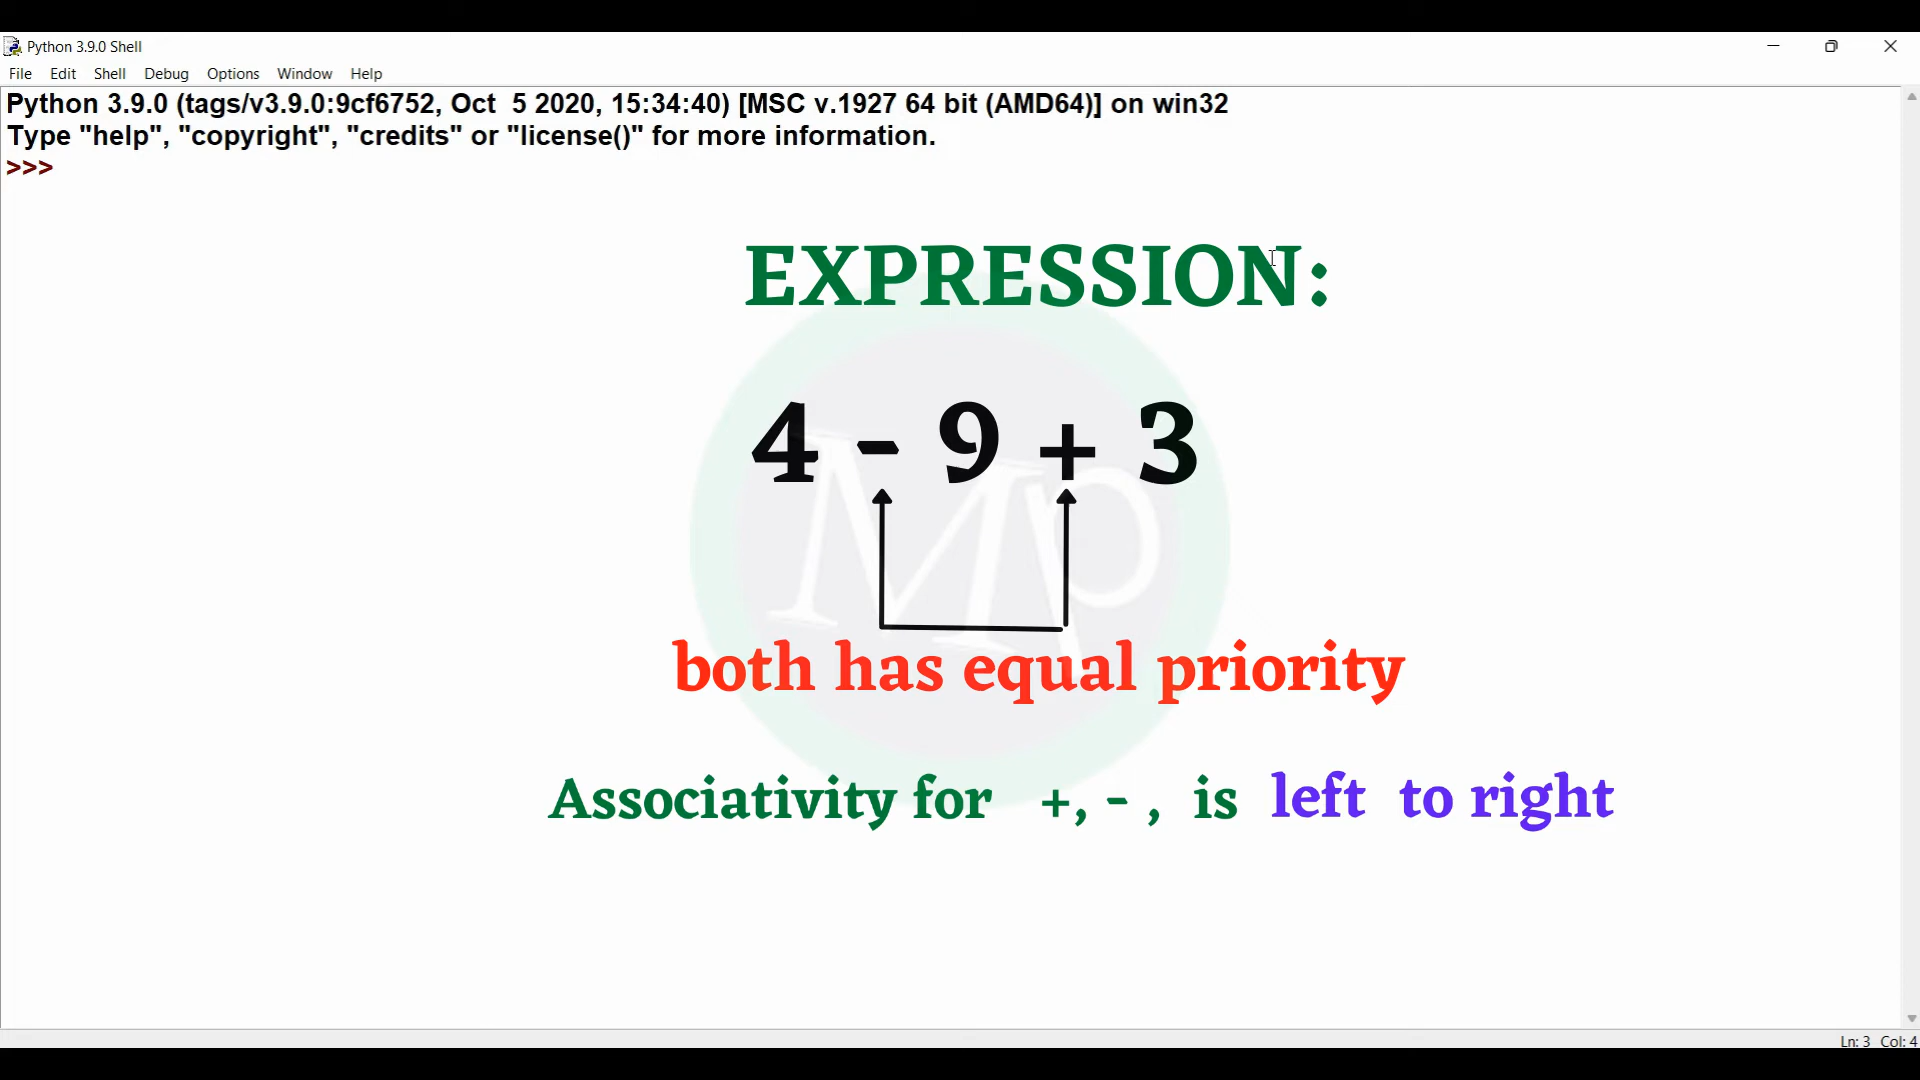 Python 3.9.0 Shell
File Edit Shell Debug Options Window Help
Python 3.9.0 (tags/v3.9.0:9cf6752, Oct  5 2020, 15:34:40) [MSC v.1927 64 bit (AMD64)] on win32
Type "help", "copyright", "credits" or "license()" for more information.
>>>
EXPRESSION:
4 - 9 + 3
both has equal priority
Associativity for +, - , is left to right
Mp
Ln: 3 Col: 4